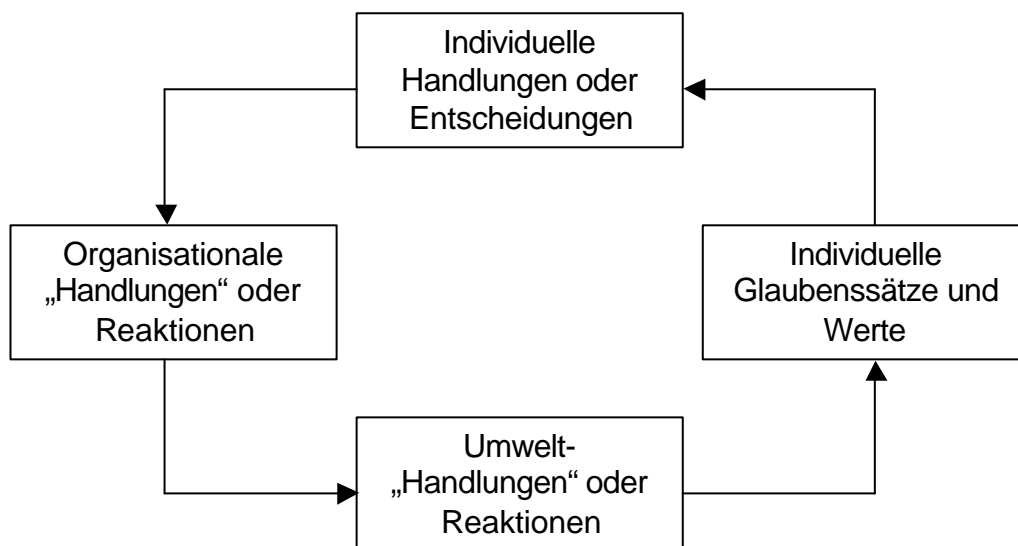 Individuelle
Handlungen oder
Entscheidungen
Organisationale
„Handlungen“ oder
Reaktionen
Individuelle
Glaubenssätze und
Werte
Umwelt-
„Handlungen“ oder
Reaktionen